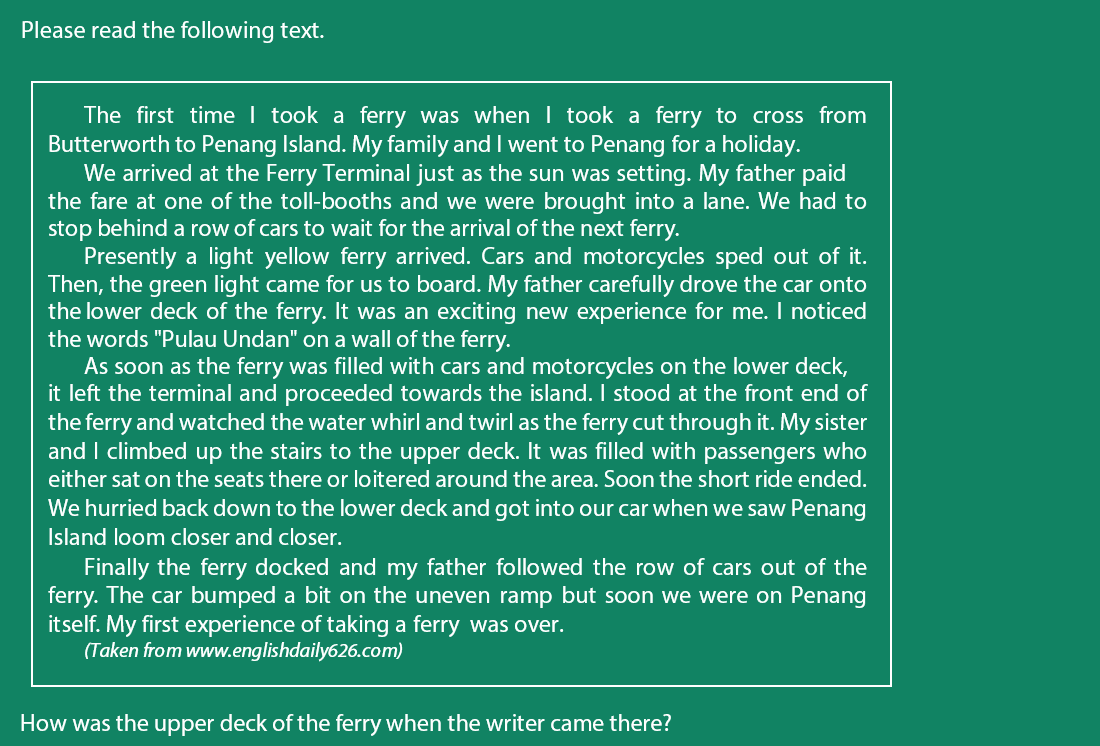 Please read the following text.
The first time I took a ferry was when I took a ferry to cross from
Butterworth to Penang Island. My family and I went to Penang for a holiday.
We arrived at the Ferry Terminal just as the sun was setting. My father paid
the fare at one of the toll-booths and we were brought into a lane. We had to
stop behind a row of cars to wait for the arrival of the next ferry.
Presently a light yellow ferry arrived. Cars and motorcycles sped out of it.
Then, the green light came for us to board. My father carefully drove the car onto
the lower deck of the ferry. It was an exciting new experience for me. I noticed
the words "Pulau Undan" on a wall of the ferry.
As soon as the ferry was filled with cars and motorcycles on the lower deck,
it left the terminal and proceeded towards the island. I stood at the front end of
the ferry and watched the water whirl and twirl as the ferry cut through it. My sister
and I climbed up the stairs to the upper deck. It was filled with passengers who
either sat on the seats there or loitered around the area. Soon the short ride ended.
We hurried back down to the lower deck and got into our car when we saw Penang
Island loom closer and closer.
Finally the ferry docked and my father followed the row of cars out of the
ferry. The car bumped a bit on the uneven ramp but soon we were on Penang
itself. My first experience of taking a ferry was over.
(Taken from www.englishdaily626.com)
How was the upper deck of the ferry when the writer came there?